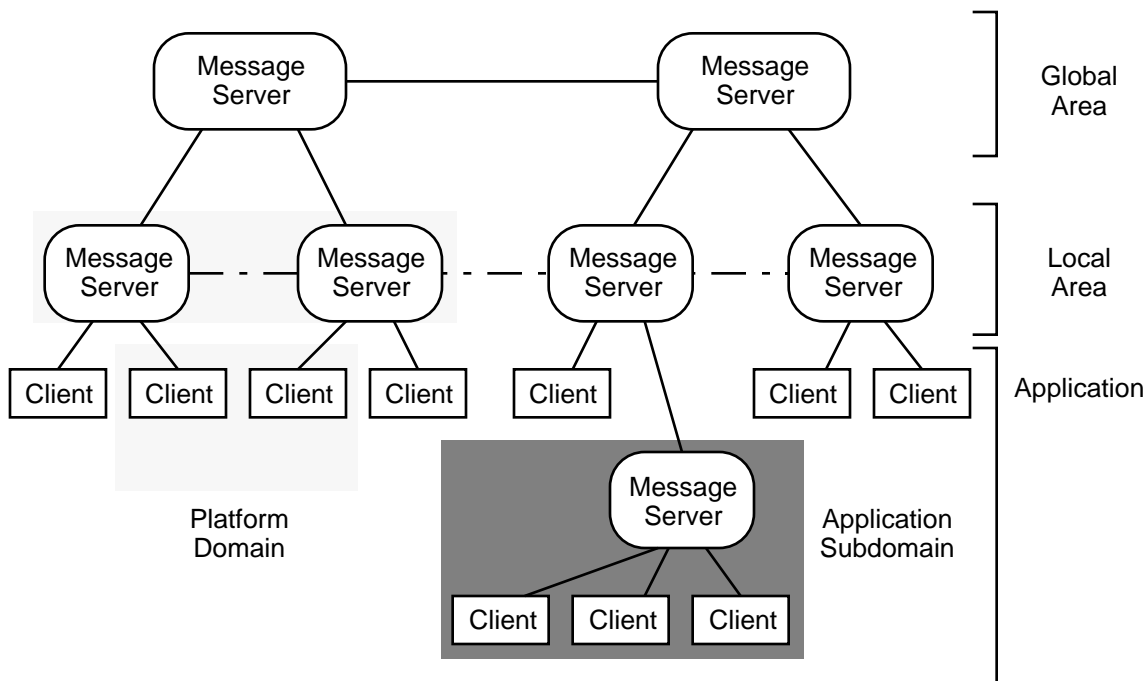 Message
Server
Message
Server
Global
Area
Message
Server
Message
Server
Message
Server
Message
Server
Local
Area
Client
Client
Client
Client
Client
Client
Client
Application
Message
Server
Platform
Domain
Application
Subdomain
Client
Client
Client